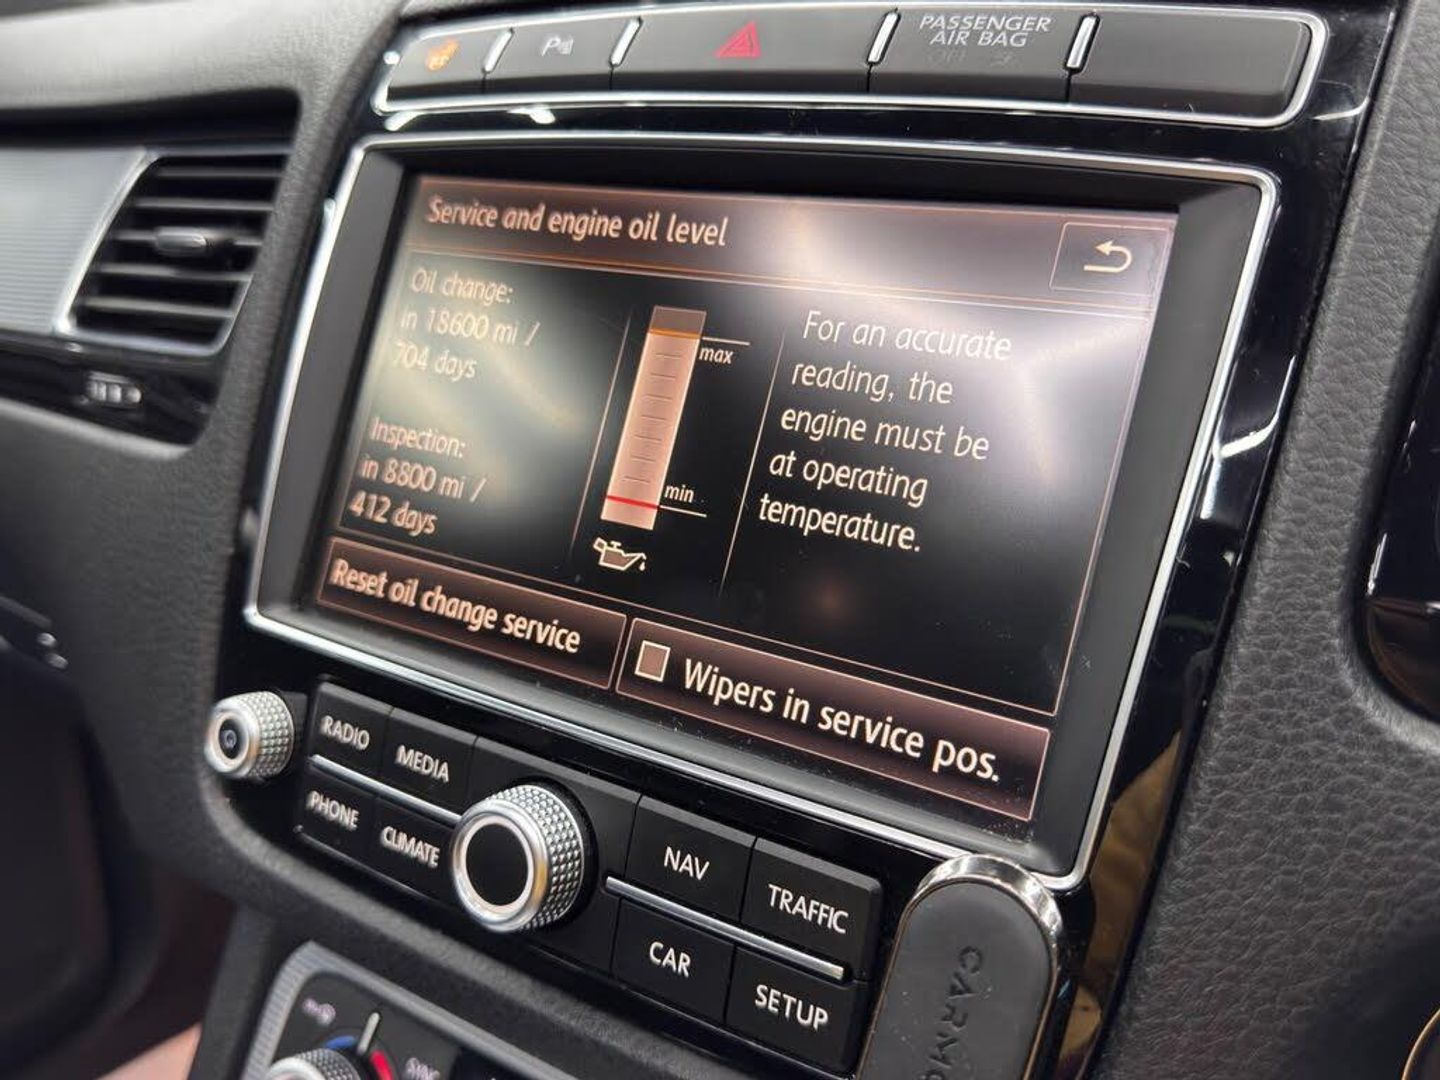 PASSENGER
AIR BAG
Service and engine oil level
Oil change:
in 18600 mi /
704 days
Inspection:
in 8800 mi /
412 days
max
min
For an accurate
reading, the
engine must be
at operating
temperature.
Reset oil change service
Wipers in service pos.
RADIO
MEDIA
PHONE
CLIMATE
NAV
TRAFFIC
CAR
SETUP
SYNC